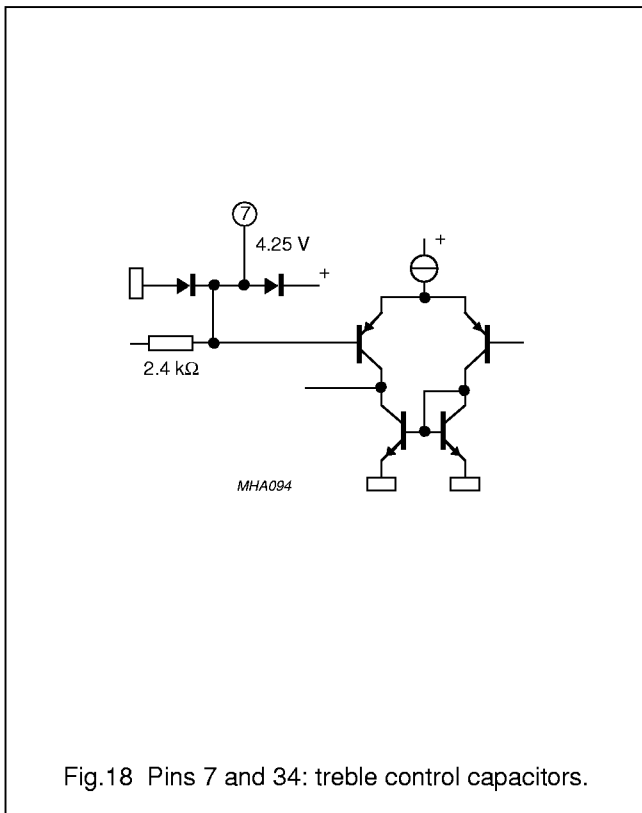 7
4.25 V
+
+
2.4 kΩ
MHA094
Fig.18 Pins 7 and 34: treble control capacitors.